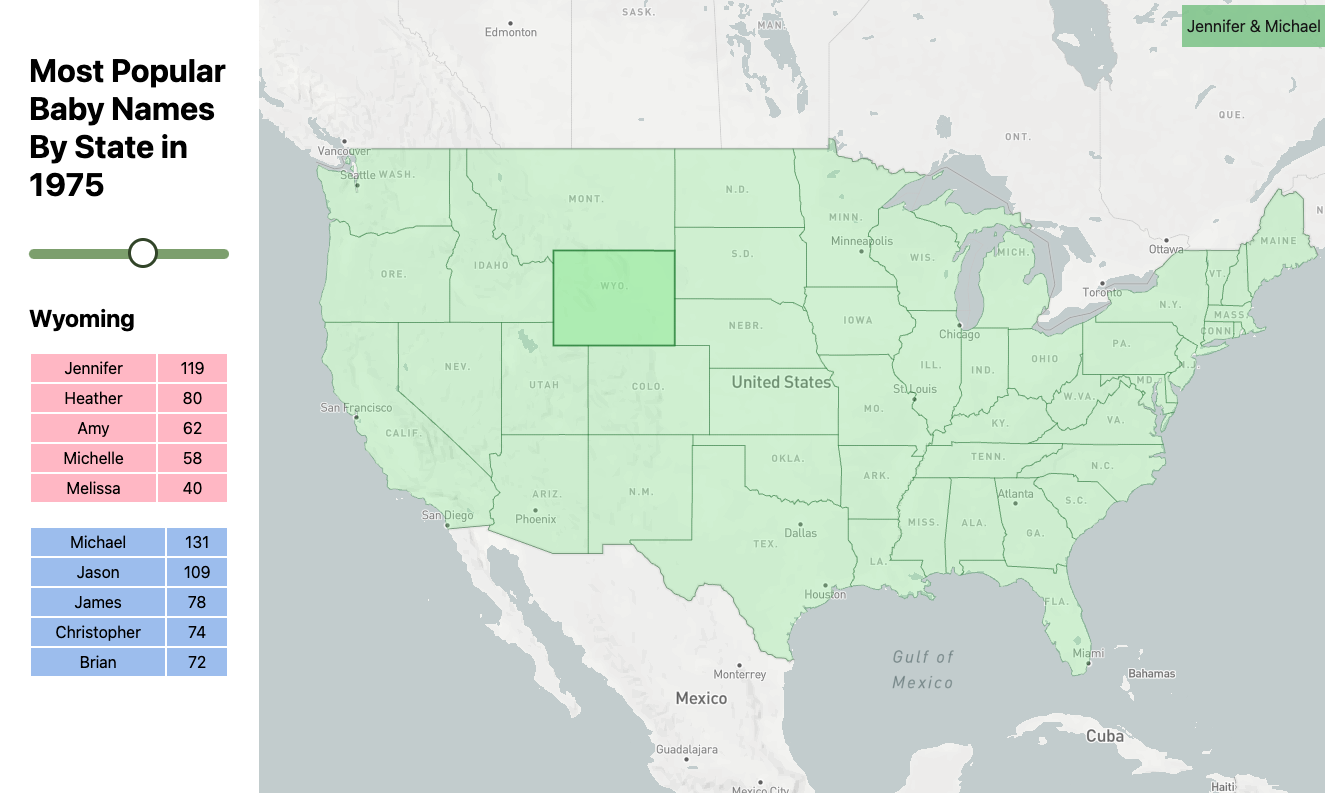 Most Popular
Baby Names
By State in
1975
Wyoming
Jennifer 119
Heather 80
Amy 62
Michelle 58
Melissa 40
Michael 131
Jason 109
James 78
Christopher 74
Brian 72
Jennifer & Michael
SASK.
MAN.
Edmonton
QUE.
ONT.
Vancouver
Seattle WASH.
MONT.
N.D.
MINN.
Minneapolis
Ottawa
MAINE
ORE.
IDAHO
WYO.
S.D.
WIS.
MICH.
VT.
Toronto
N.Y.
MASS.
CONN.
NEBR.
IOWA
Chicago
PA.
NEV.
UTAH
COLO.
United States
ILL.
IND.
OHIO
N.J.
MD.
St. Louis
W.VA.
San Francisco
MO.
KY.
VA.
CALIF.
OKLA.
TENN.
N.C.
ARK.
ARIZ.
N.M.
Atlanta
S.C.
San Diego
Phoenix
Dallas
TEX.
MISS.
ALA.
GA.
LA.
Houston
FLA.
Gulf of
Mexico
Miami
Monterrey
Bahamas
Mexico
Cuba
Guadalajara
Mexico City
Haiti